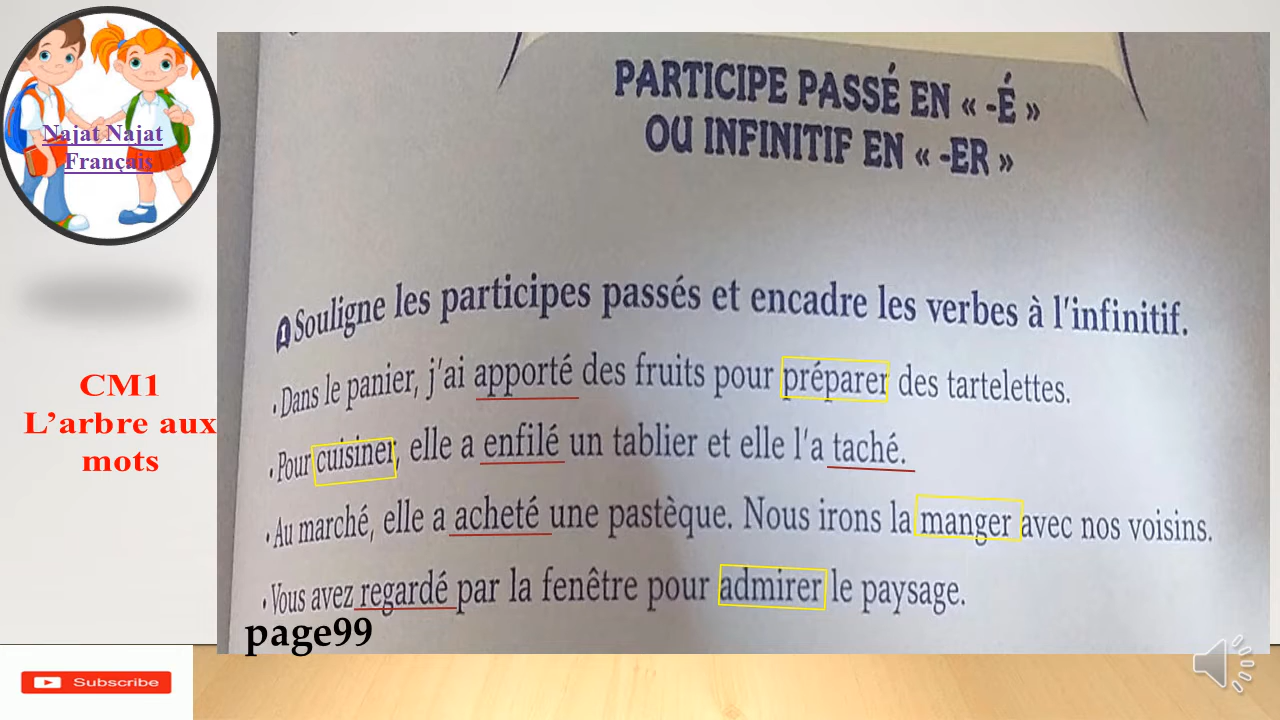 Najat Najat
Français
CM1
L'arbre aux
mots
Subscribe
PARTICIPE PASSÉ EN « -É »
OU INFINITIF EN « -ER »
1 Souligne les participes passés et encadre les verbes à l'infinitif.
• Dans le panier, j'ai apporté des fruits pour préparer des tartelettes.
• Pour cuisiner, elle a enfilé un tablier et elle l'a taché.
• Au marché, elle a acheté une pastèque. Nous irons la manger avec nos voisins.
• Vous avez regardé par la fenêtre pour admirer le paysage.
page99